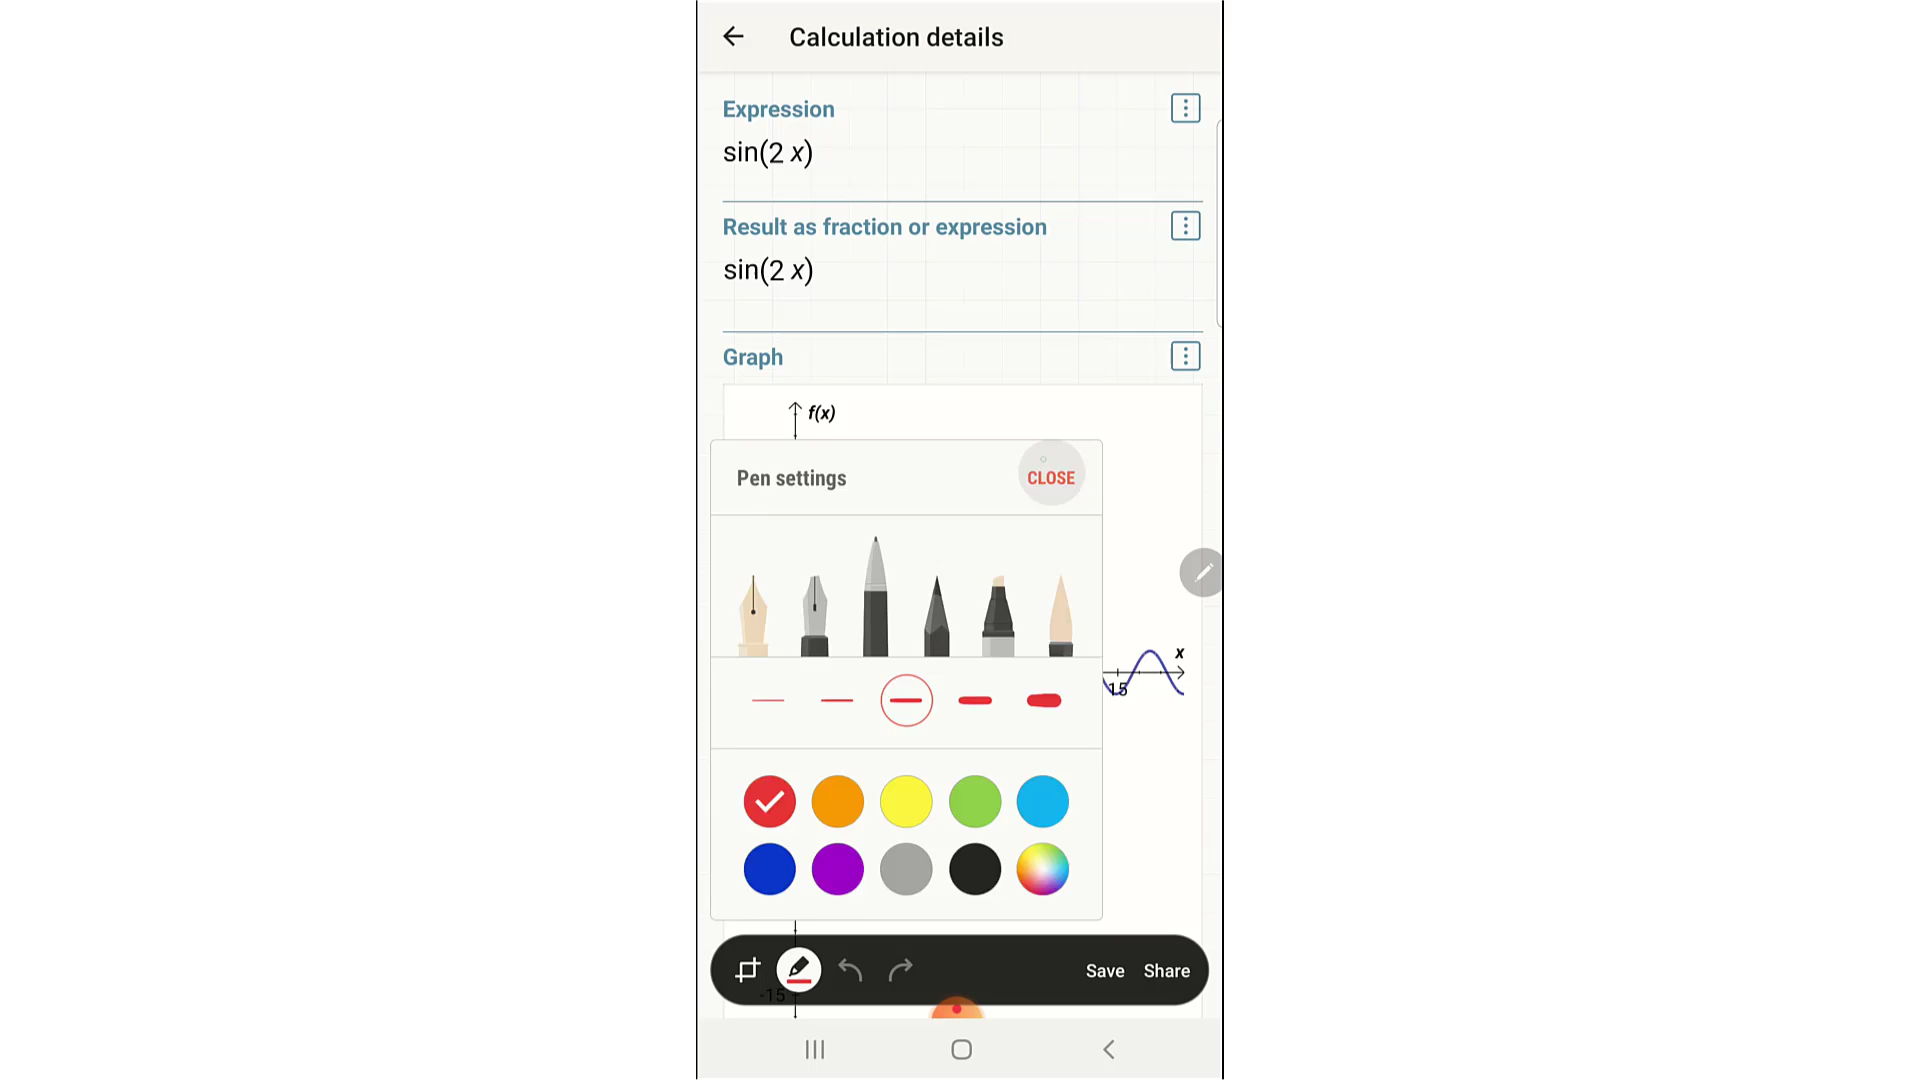 Calculation details
Expression
sin(2 x)
Result as fraction or expression
sin(2 x)
Graph
f(x)
Pen settings
CLOSE
x
15
Save
Share
-15